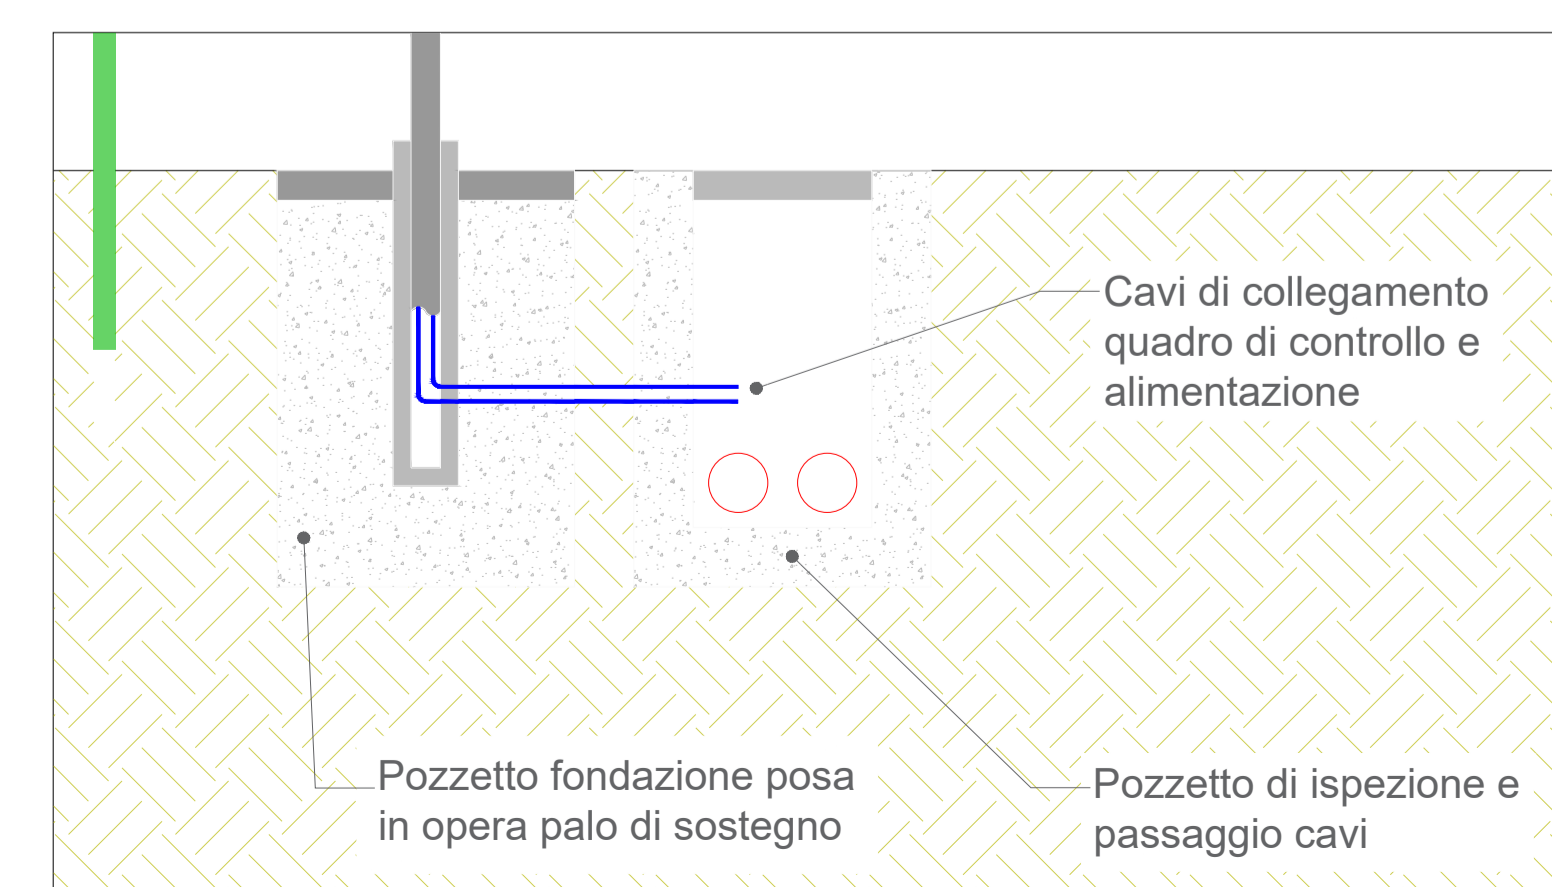 Cavi di collegamento
quadro di controllo e
alimentazione
Pozzetto fondazione posa
in opera palo di sostegno
Pozzetto di ispezione e
passaggio cavi